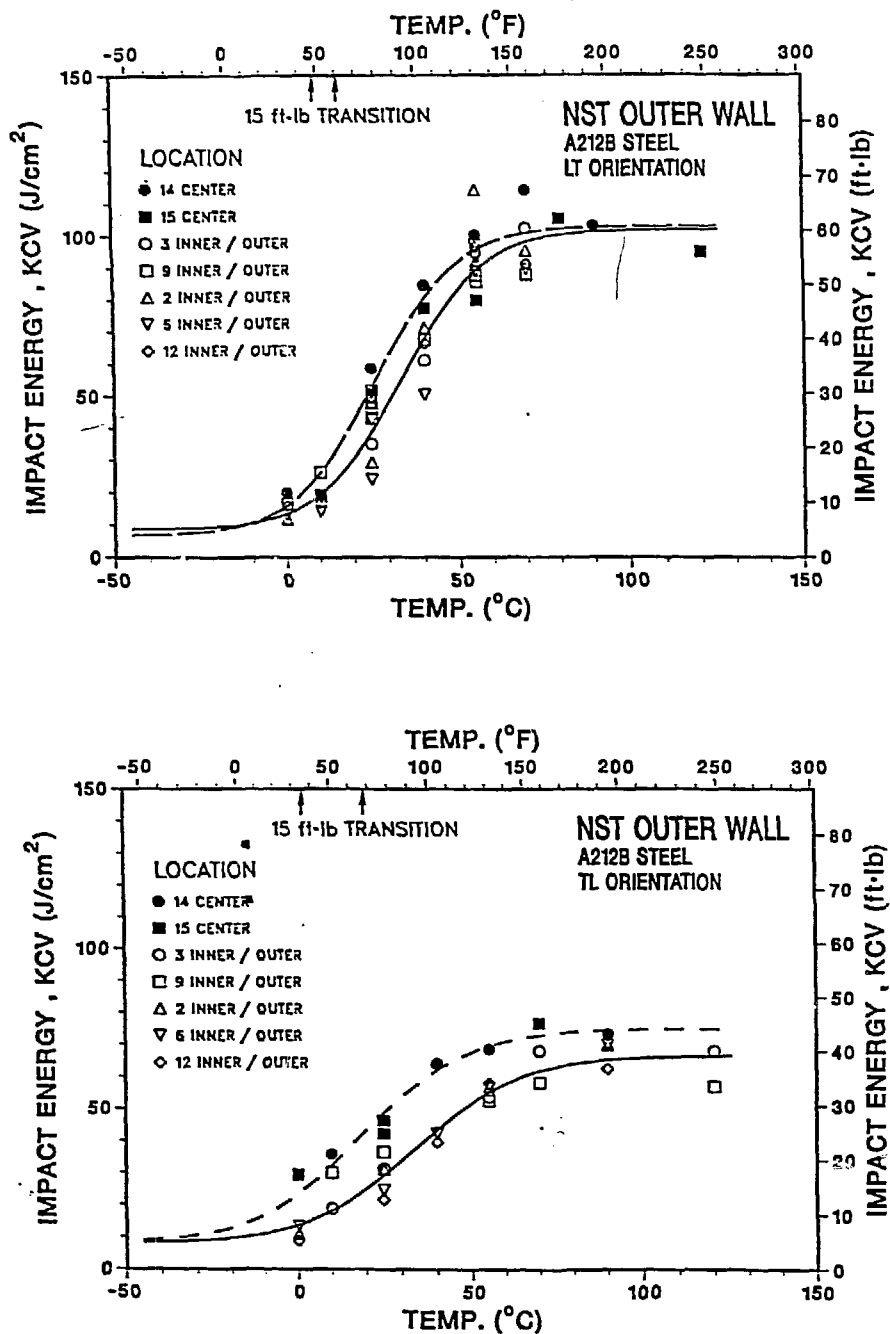 TEMP. (°F)
-50 0 50 100 150 200 250 300
150
100
50
0
IMPACT ENERGY, KCV (J/cm²)
15 ft-lb TRANSITION
NST OUTER WALL
A212B STEEL
LT ORIENTATION
LOCATION
14 CENTER
15 CENTER
3 INNER / OUTER
9 INNER / OUTER
2 INNER / OUTER
5 INNER / OUTER
12 INNER / OUTER
80
70
60
50
40
30
20
10
0
IMPACT ENERGY, KCV (ft·lb)
-50 0 50 100 150
TEMP. (°C)
TEMP. (°F)
-50 0 50 100 150 200 250 300
150
100
50
0
IMPACT ENERGY, KCV (J/cm²)
15 ft-lb TRANSITION
NST OUTER WALL
A212B STEEL
TL ORIENTATION
LOCATION
14 CENTER
15 CENTER
3 INNER / OUTER
9 INNER / OUTER
2 INNER / OUTER
6 INNER / OUTER
12 INNER / OUTER
80
70
60
50
40
30
20
10
0
IMPACT ENERGY, KCV (ft·lb)
-50 0 50 100 150
TEMP. (°C)